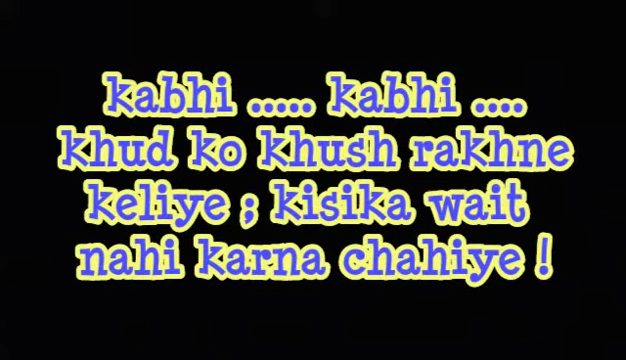 kabhi ..... kabhi ....
khud ko khush rakhne
keliye ; kisika wait
nahi karna chahiye !